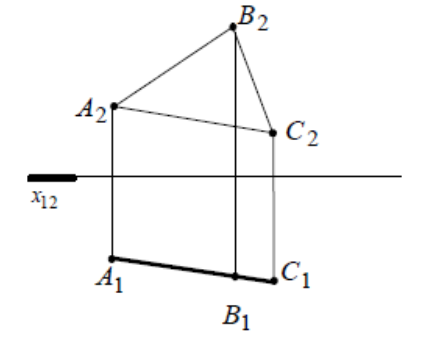 B₂
A₂
C₂
x₁₂
A₁
C₁
B₁